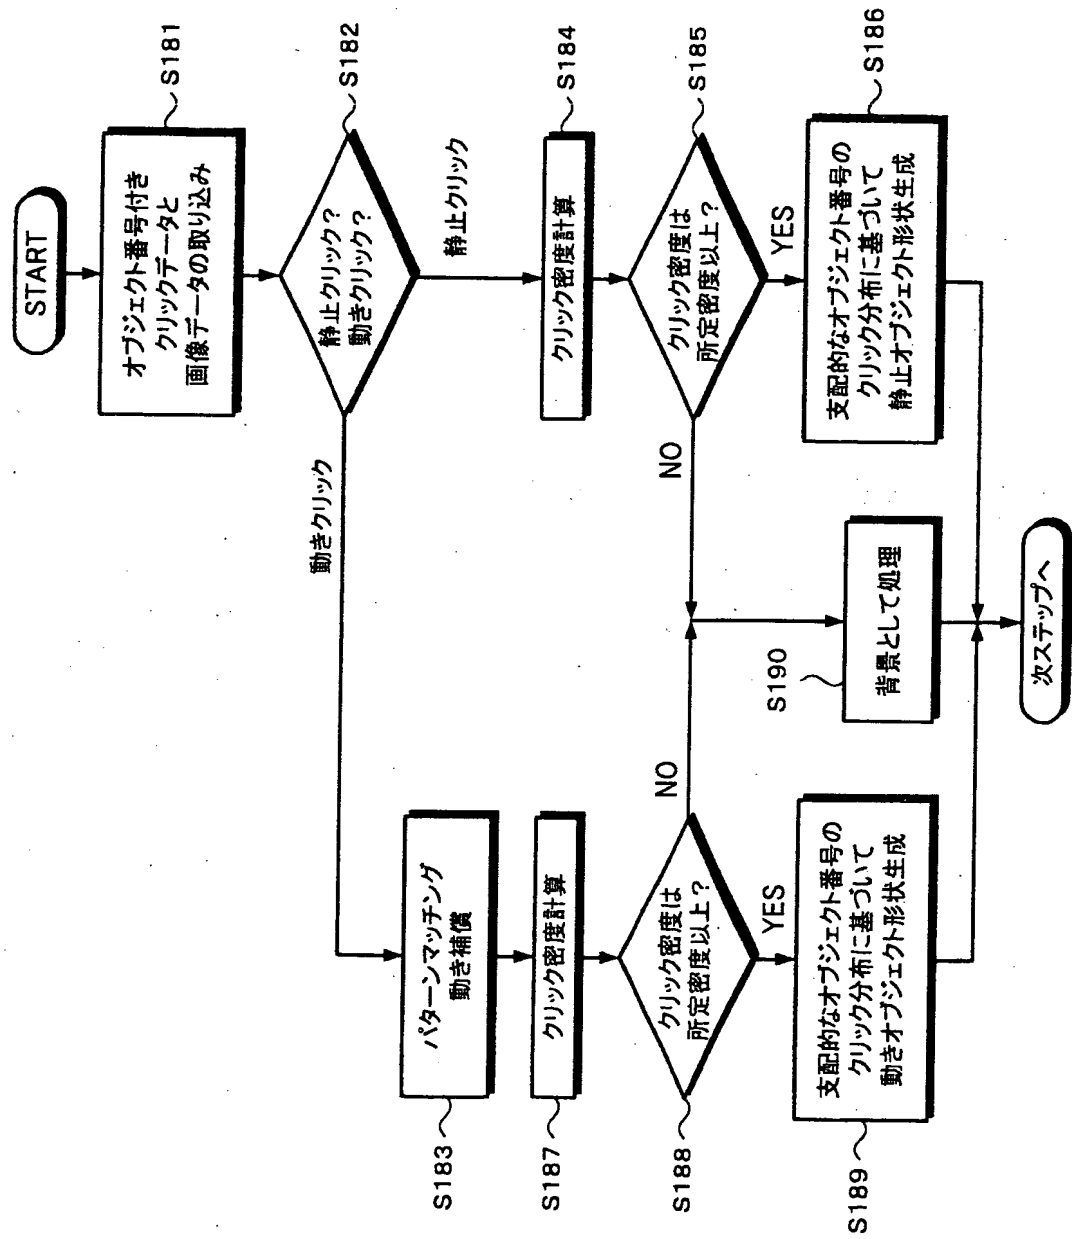 START
オブジェクト番号付き
クリックデータと
画像データの取り込み
S181
静止クリック?
動きクリック?
S182
静止クリック
動きクリック
クリック密度計算
S184
クリック密度は
所定密度以上?
S185
YES
NO
支配的なオブジェクト番号の
クリック分布に基づいて
静止オブジェクト形状生成
S186
パターンマッチング
動き補償
S183
クリック密度計算
S187
クリック密度は
所定密度以上?
S188
NO
YES
支配的なオブジェクト番号の
クリック分布に基づいて
動きオブジェクト形状生成
S189
背景として処理
S190
次ステップへ